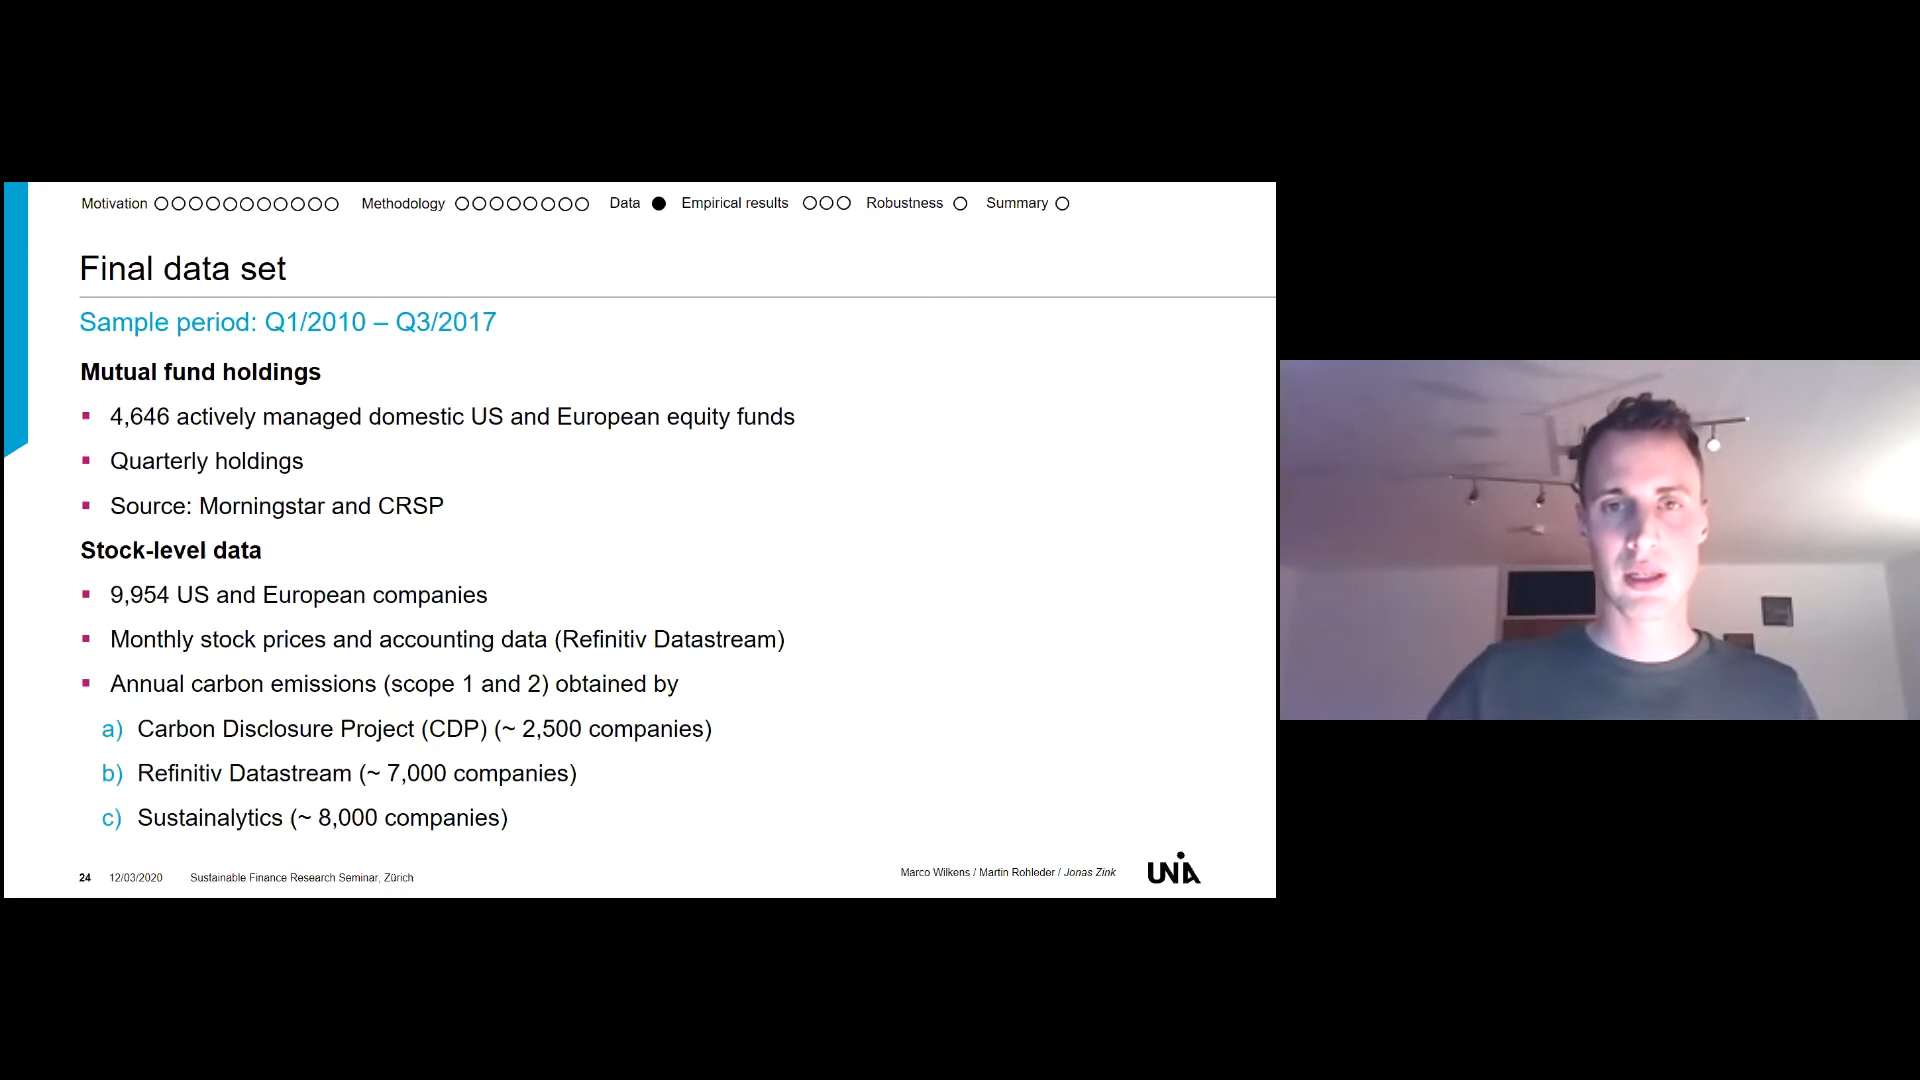 Motivation Methodology Data Empirical results Robustness Summary
Final data set
Sample period: Q1/2010 – Q3/2017
Mutual fund holdings
4,646 actively managed domestic US and European equity funds
Quarterly holdings
Source: Morningstar and CRSP
Stock-level data
9,954 US and European companies
Monthly stock prices and accounting data (Refinitiv Datastream)
Annual carbon emissions (scope 1 and 2) obtained by
a) Carbon Disclosure Project (CDP) (~ 2,500 companies)
b) Refinitiv Datastream (~ 7,000 companies)
c) Sustainalytics (~ 8,000 companies)
24 12/03/2020 Sustainable Finance Research Seminar, Zürich
Marco Wilkens / Martin Rohleder / Jonas Zink
UNIA